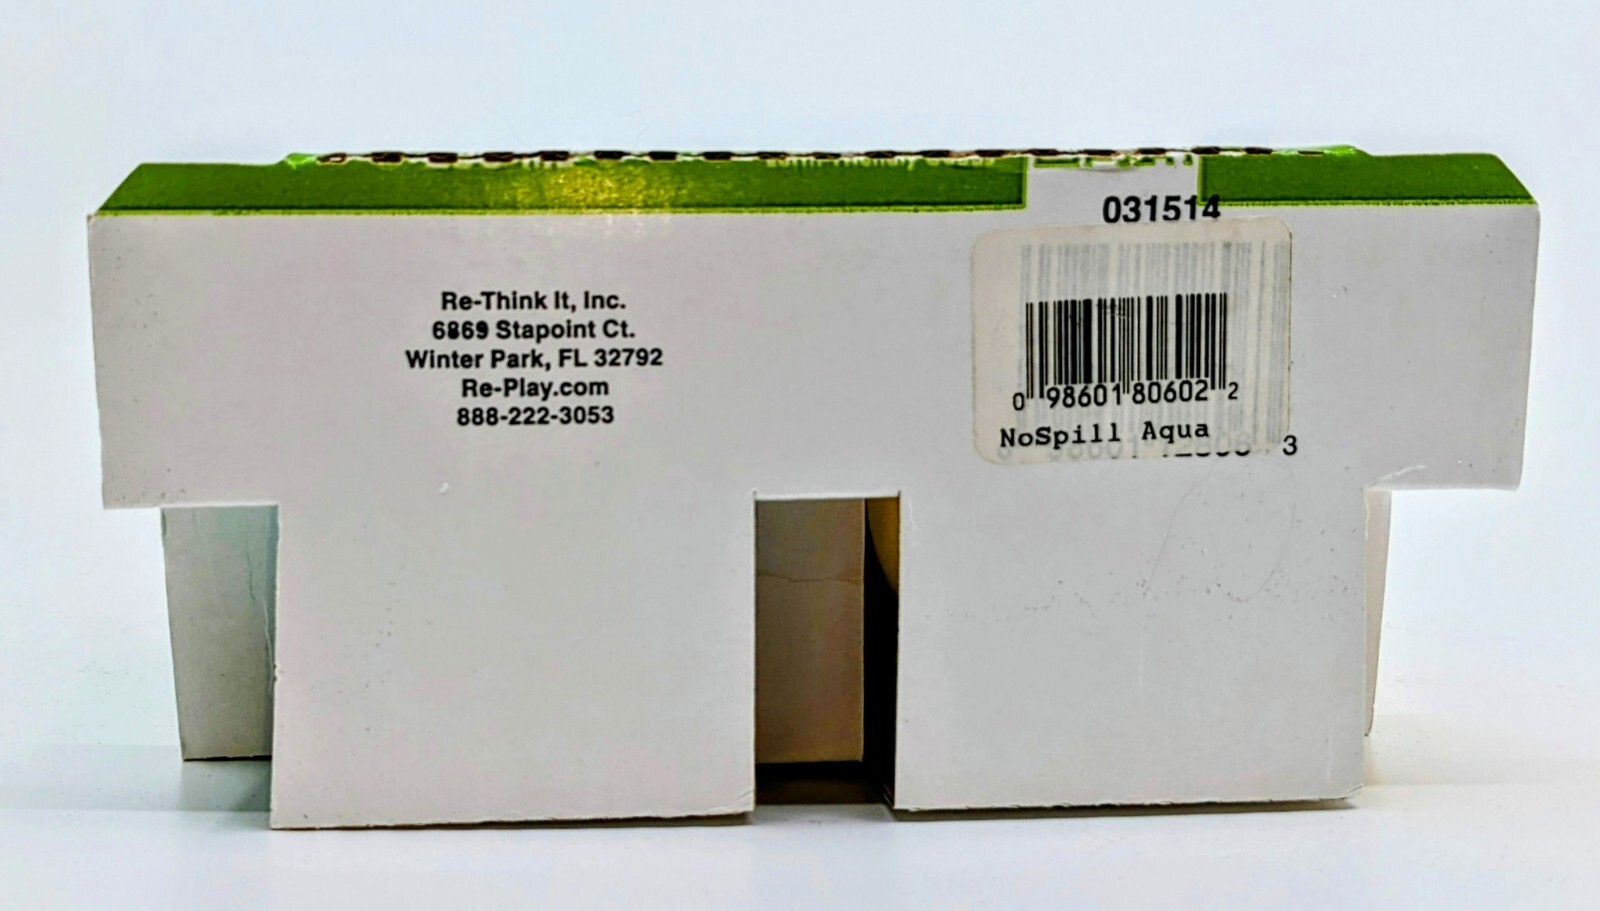 Re-Think It, Inc.
6869 Stapoint Ct.
Winter Park, FL 32792
Re-Play.com
888-222-3053
031514
0 98601 80602 2
NoSpill Aqua
3